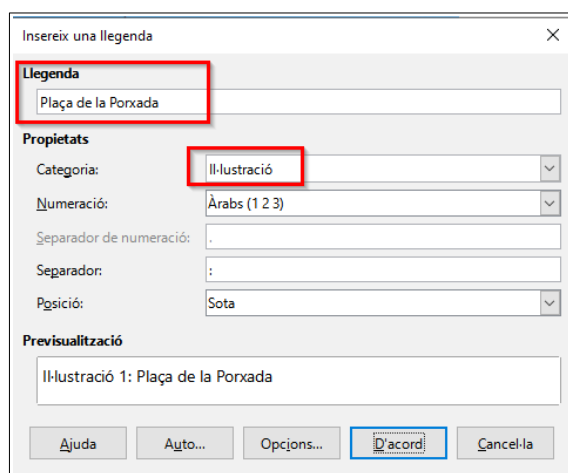 Insereix una llegenda
Llegenda
Plaça de la Porxada
Propietats
Categoria: Il·lustració
Numeració: Àrabs (1 2 3)
Separador de numeració: .
Separador: :
Posició: Sota
Previsualització
Il·lustració 1: Plaça de la Porxada
Ajuda Auto... Opcions... D'acord Cancel·la